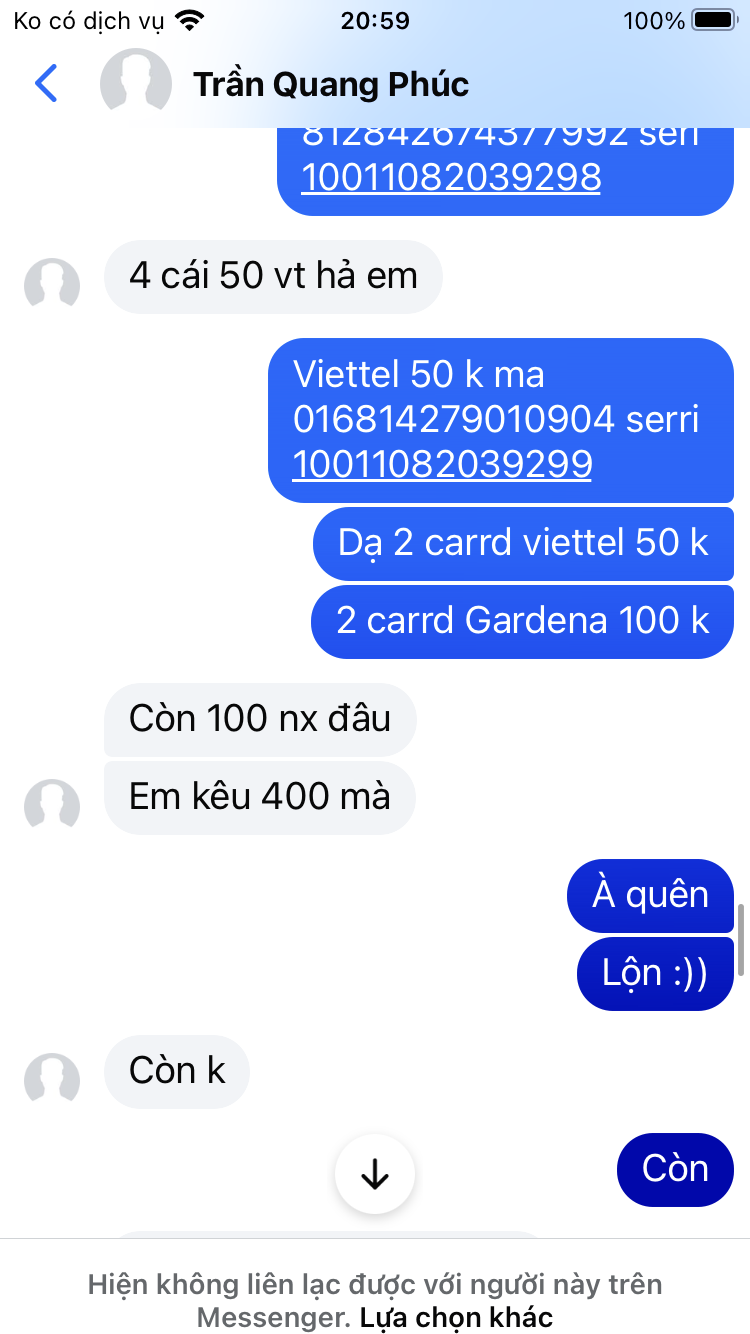 Ko có dịch vụ
20:59
100%
Trần Quang Phúc
812842674377992 seri
10011082039298
4 cái 50 vt hả em
Viettel 50 k ma
016814279010904 serri
10011082039299
Dạ 2 carrd viettel 50 k
2 carrd Gardena 100 k
Còn 100 nx đâu
Em kêu 400 mà
À quên
Lộn :))
Còn k
Còn
Hiện không liên lạc được với người này trên
Messenger. Lựa chọn khác